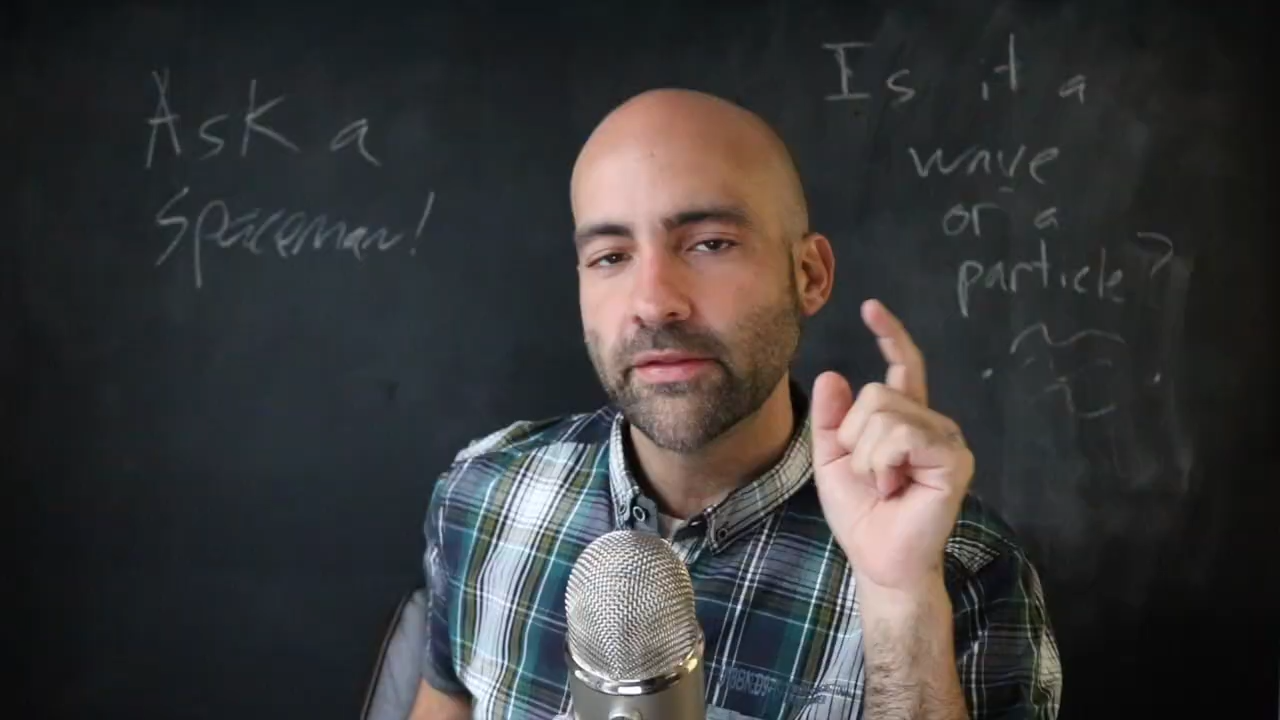 Ask a
Spaceman!
Is it a
wave
or a
particle?